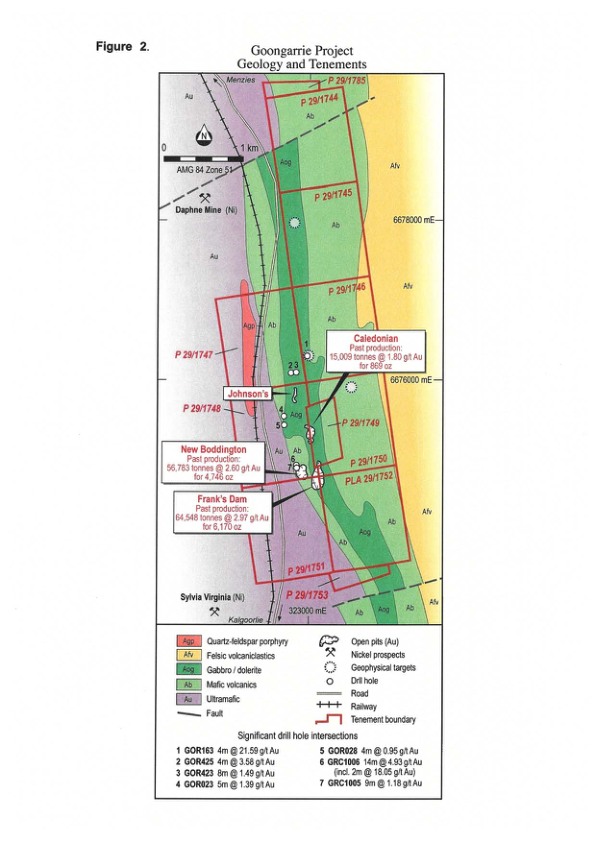 Figure 2.
Goongarrie Project
Geology and Tenements
Menzies
P 29/1785
Au
P 29/1744
Ab
N
0 1 km
AMG 84 Zone 51
Aog
Afv
Daphne Mine (Ni)
P 29/1745
6678000 mE
Ab
Au
P 29/1746
Afv
Agp
Ab
Ab
Caledonian
Past production:
15,009 tonnes @ 1.80 g/t Au
for 869 oz
1
P 29/1747
2 3
6676000 mE
Johnson's
P 29/1748
4
Aog
5
P 29/1749
New Boddington
Past production:
56,783 tonnes @ 2.60 g/t Au
for 4,746 oz
Au
Ab
6
7
P 29/1750
PLA 29/1752
Frank's Dam
Past production:
64,548 tonnes @ 2.97 g/t Au
for 6,170 oz
Afv
Ab
Au
Aog
Ab
P 29/1751
P 29/1753
Sylvia Virginia (Ni)
323000 mE
Kalgoorlie
Ab
Aog
Ab
Afv
Agp Quartz-feldspar porphyry
Afv Felsic volcaniclastics
Aog Gabbro / dolerite
Ab Mafic volcanics
Au Ultramafic
Fault
Open pits (Au)
Nickel prospects
Geophysical targets
Drill hole
Road
Railway
Tenement boundary
Significant drill hole intersections
1 GOR163 4m @ 21.59 g/t Au
2 GOR425 4m @ 3.58 g/t Au
3 GOR423 8m @ 1.49 g/t Au
4 GOR023 5m @ 1.39 g/t Au
5 GOR028 4m @ 0.95 g/t Au
6 GRC1006 14m @ 4.93 g/t Au
(incl. 2m @ 18.05 g/t Au)
7 GRC1005 9m @ 1.18 g/t Au